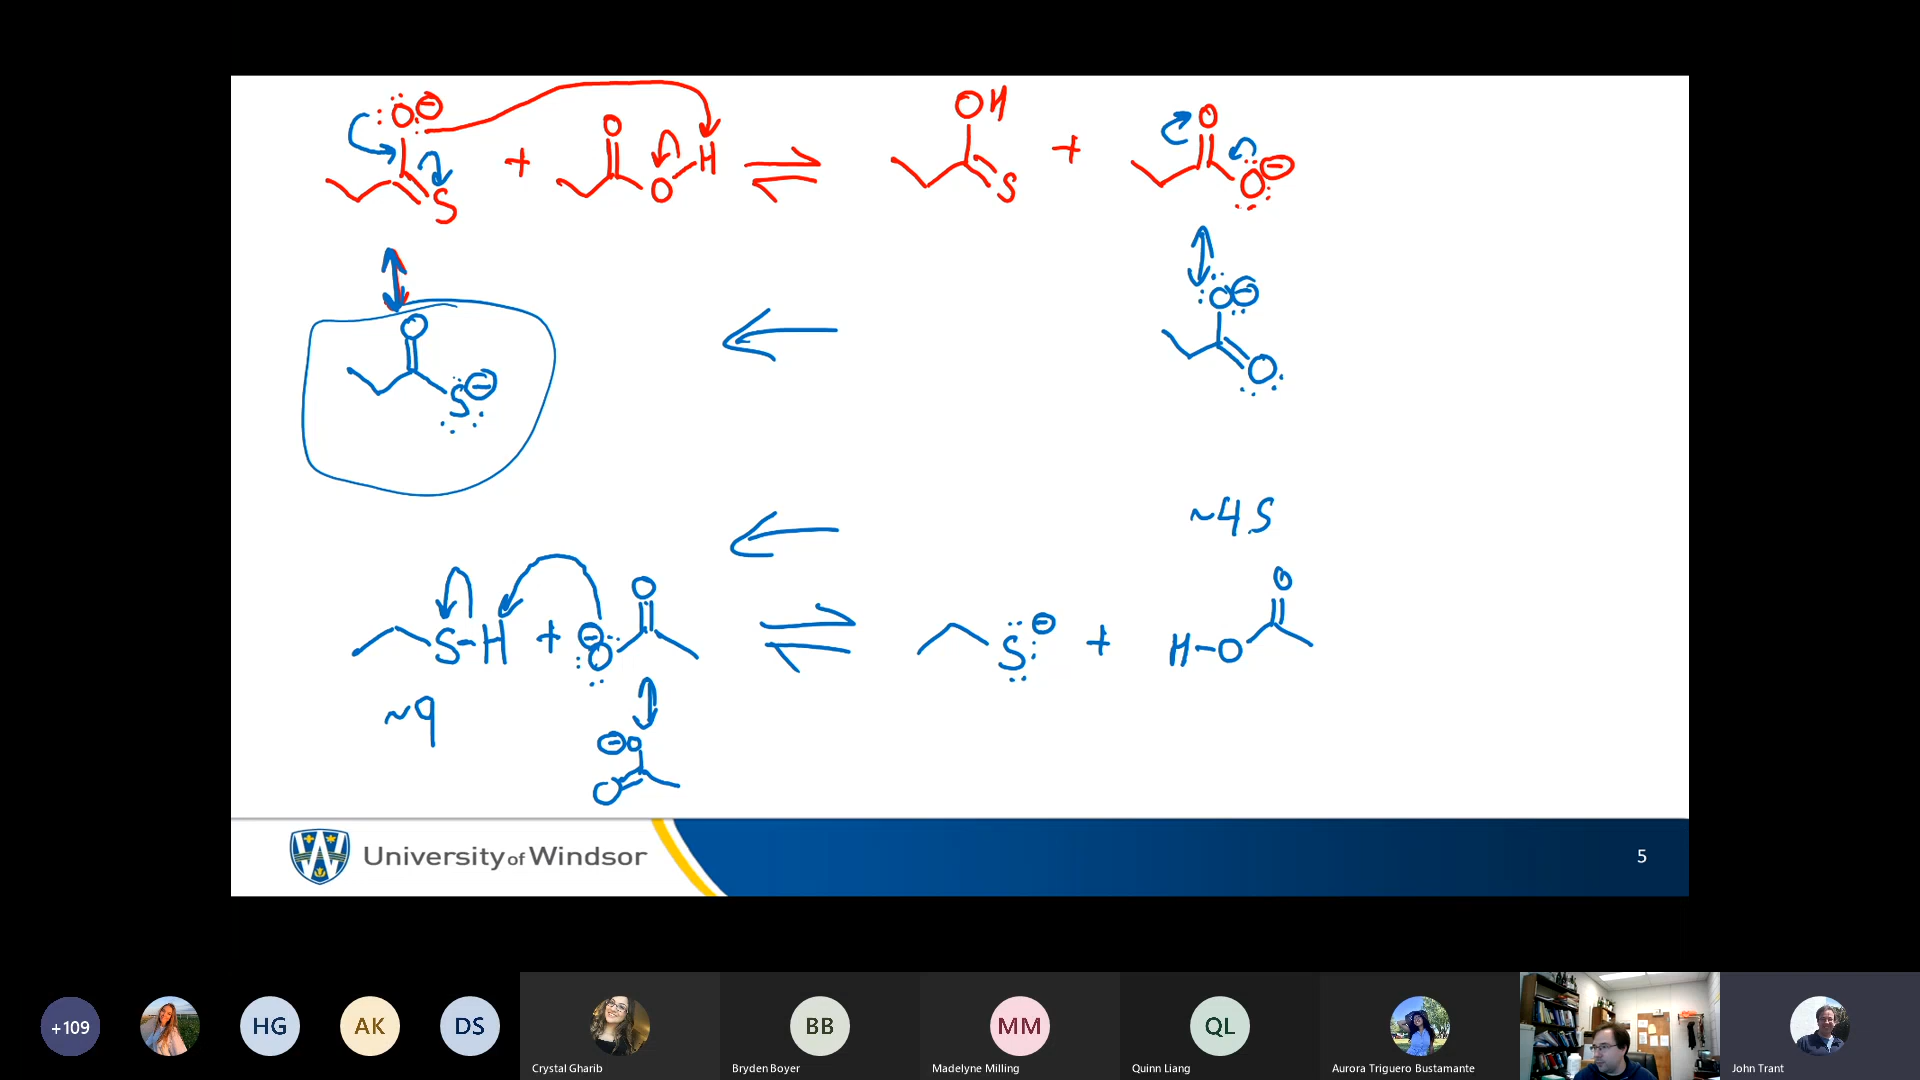 O⊖ O OH O
S + O H ⇌ S + O⊖
O O⊖
S⊖ O
~4.5
O O
S-H + ⊖O ⇌ S⊖ + H-O
~9
⊖O
O
University of Windsor
5
+109 HG AK DS BB MM QL
Crystal Gharib Bryden Boyer Madelyne Milling Quinn Liang Aurora Triguero Bustamante John Trant